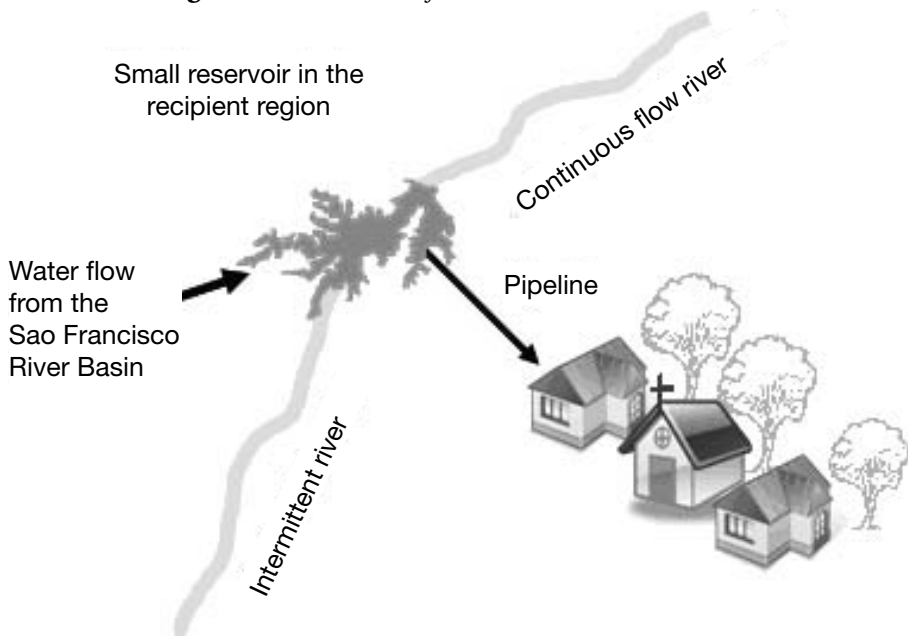 Small reservoir in the
recipient region
Continuous flow river
Water flow
from the
Sao Francisco
River Basin
Pipeline
Intermittent river